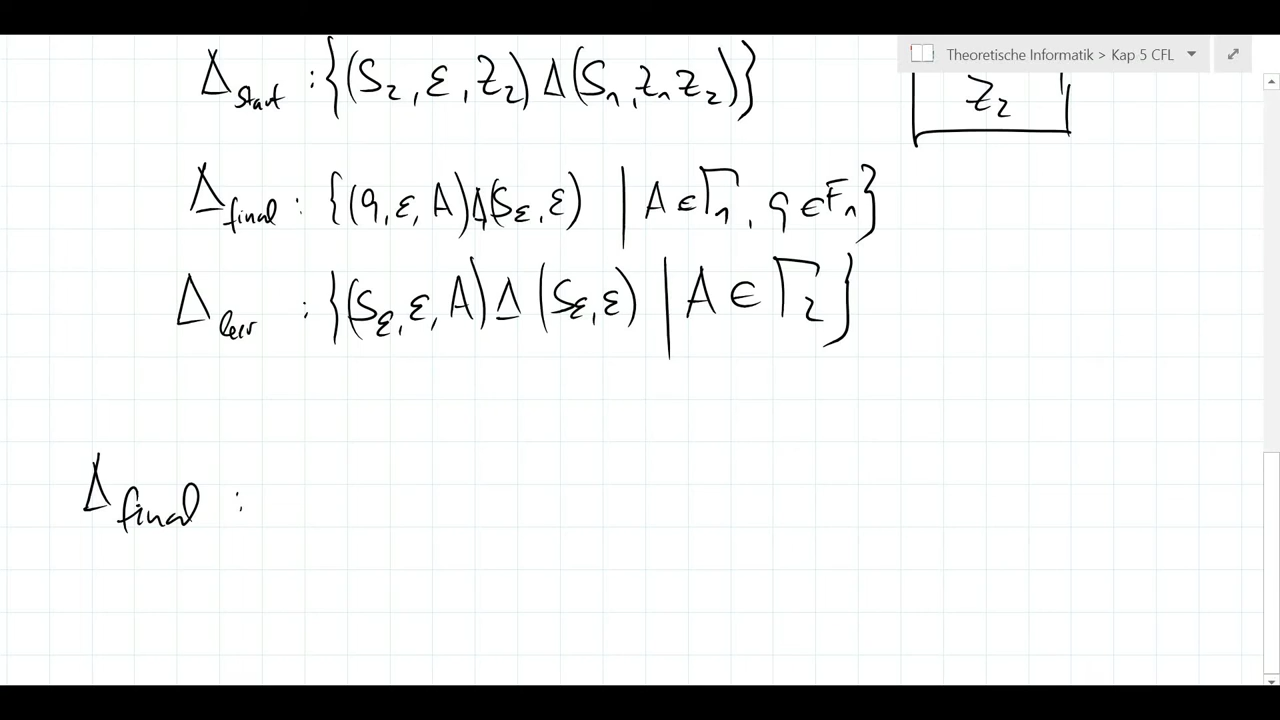 Theoretische Informatik > Kap 5 CFL
Δ_start : {(S₂, ε, Z₂) Δ (S₁, Z₁Z₂)}
Z₂
Δ_final : {(q, ε, A) Δ (S_ε, ε) | A ∈ Γ₁, q ∈ F₁}
Δ_leer : {(S_ε, ε, A) Δ (S_ε, ε) | A ∈ Γ₂}
Δ_final :